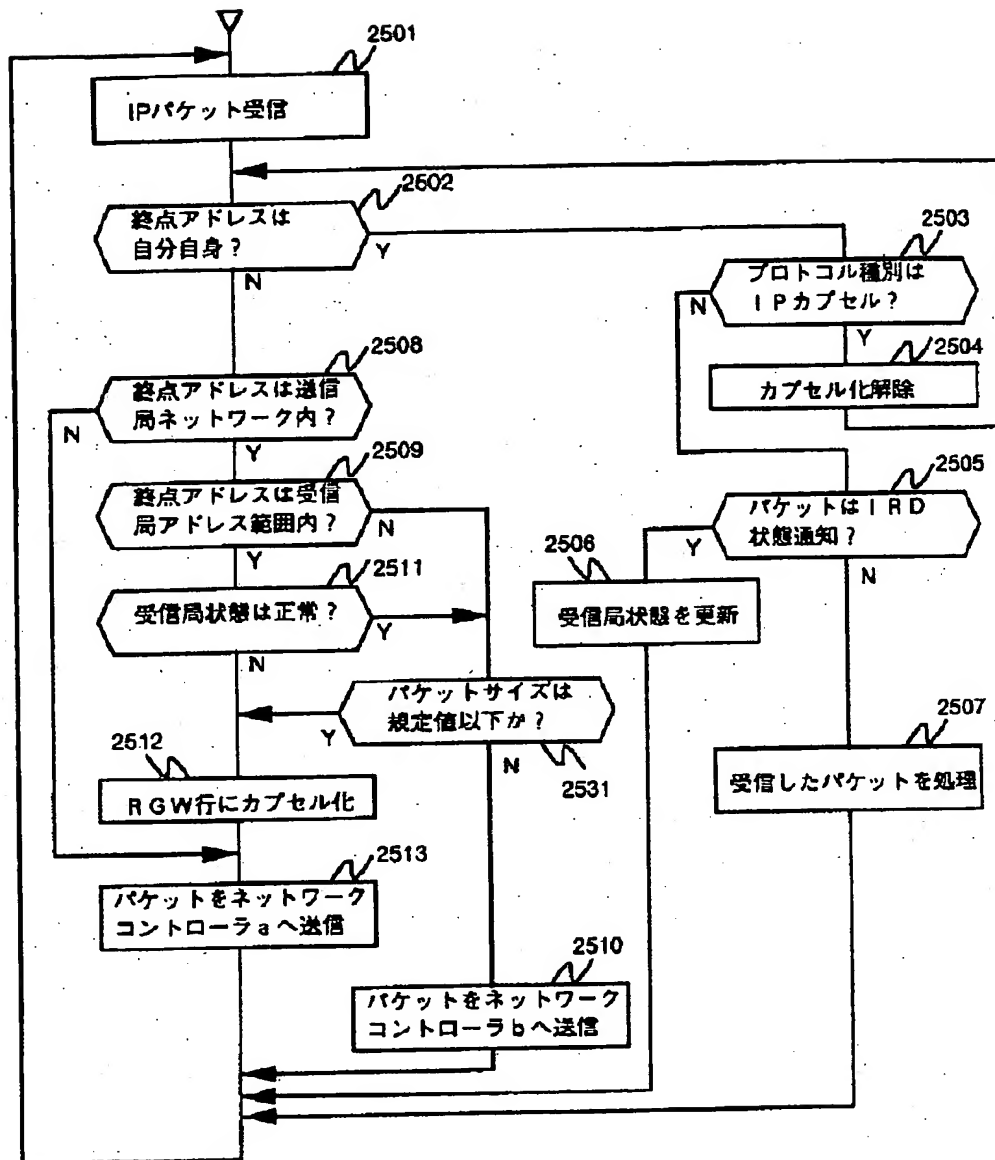 2501
IPパケット受信
2502
終点アドレスは
自分自身？
Y
N
2503
プロトコル種別は
IPカプセル？
N
Y
2504
カプセル化解除
2508
終点アドレスは送信
局ネットワーク内？
N
Y
2509
終点アドレスは受信
局アドレス範囲内？
N
Y
2505
パケットはIRD
状態通知？
Y
N
2506
受信局状態を更新
2511
受信局状態は正常？
Y
N
パケットサイズは
規定値以下か？
Y
N
2531
2507
受信したパケットを処理
2512
RGW行にカプセル化
2513
パケットをネットワーク
コントローラaへ送信
2510
パケットをネットワーク
コントローラbへ送信